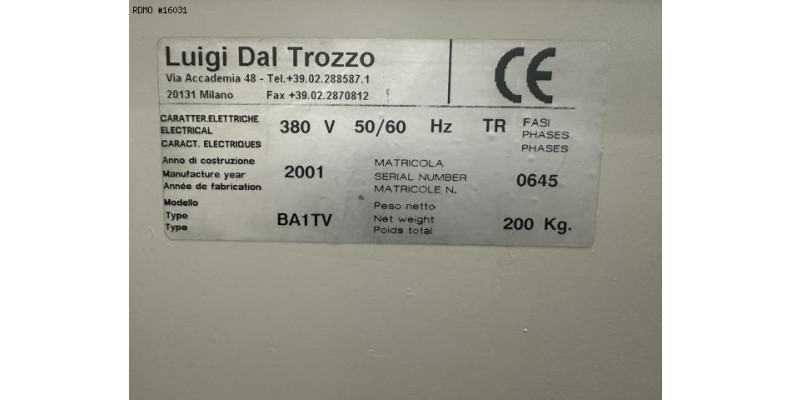 RDMO #16031
Luigi Dal Trozzo
Via Accademia 48 - Tel.+39.02.288587.1
20131 Milano Fax +39.02.2870812
CE
CARATTER.ELETTRICHE
ELECTRICAL
CARACT. ELECTRIQUES
380 V 50/60 Hz TR
FASI
PHASES
PHASES
Anno di costruzione
Manufacture year
Année de fabrication
2001
MATRICOLA
SERIAL NUMBER
MATRICOLE N.
0645
Modello
Type
Type
BA1TV
Peso netto
Net weight
Poids total
200 Kg.